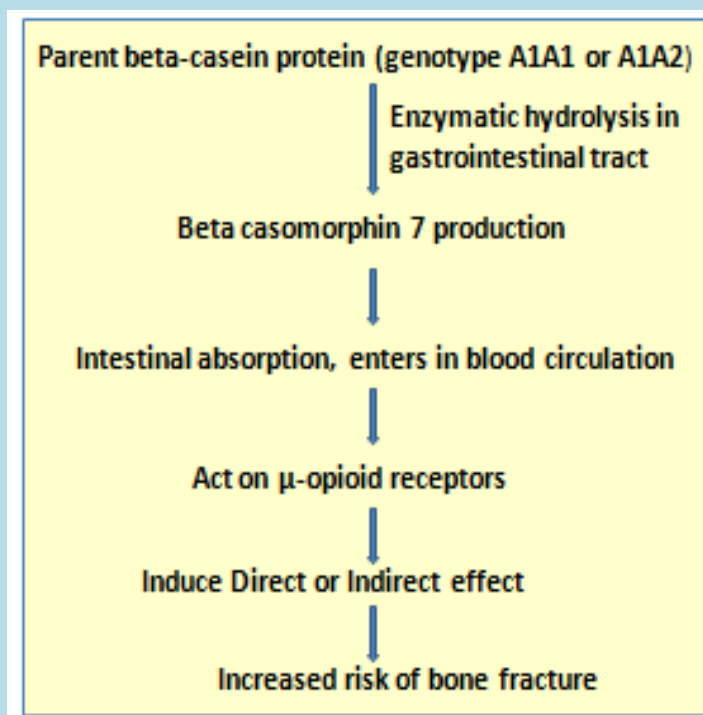 Parent beta-casein protein (genotype A1A1 or A1A2)
Enzymatic hydrolysis in
gastrointestinal tract
Beta casomorphin 7 production
Intestinal absorption, enters in blood circulation
Act on μ-opioid receptors
Induce Direct or Indirect effect
Increased risk of bone fracture